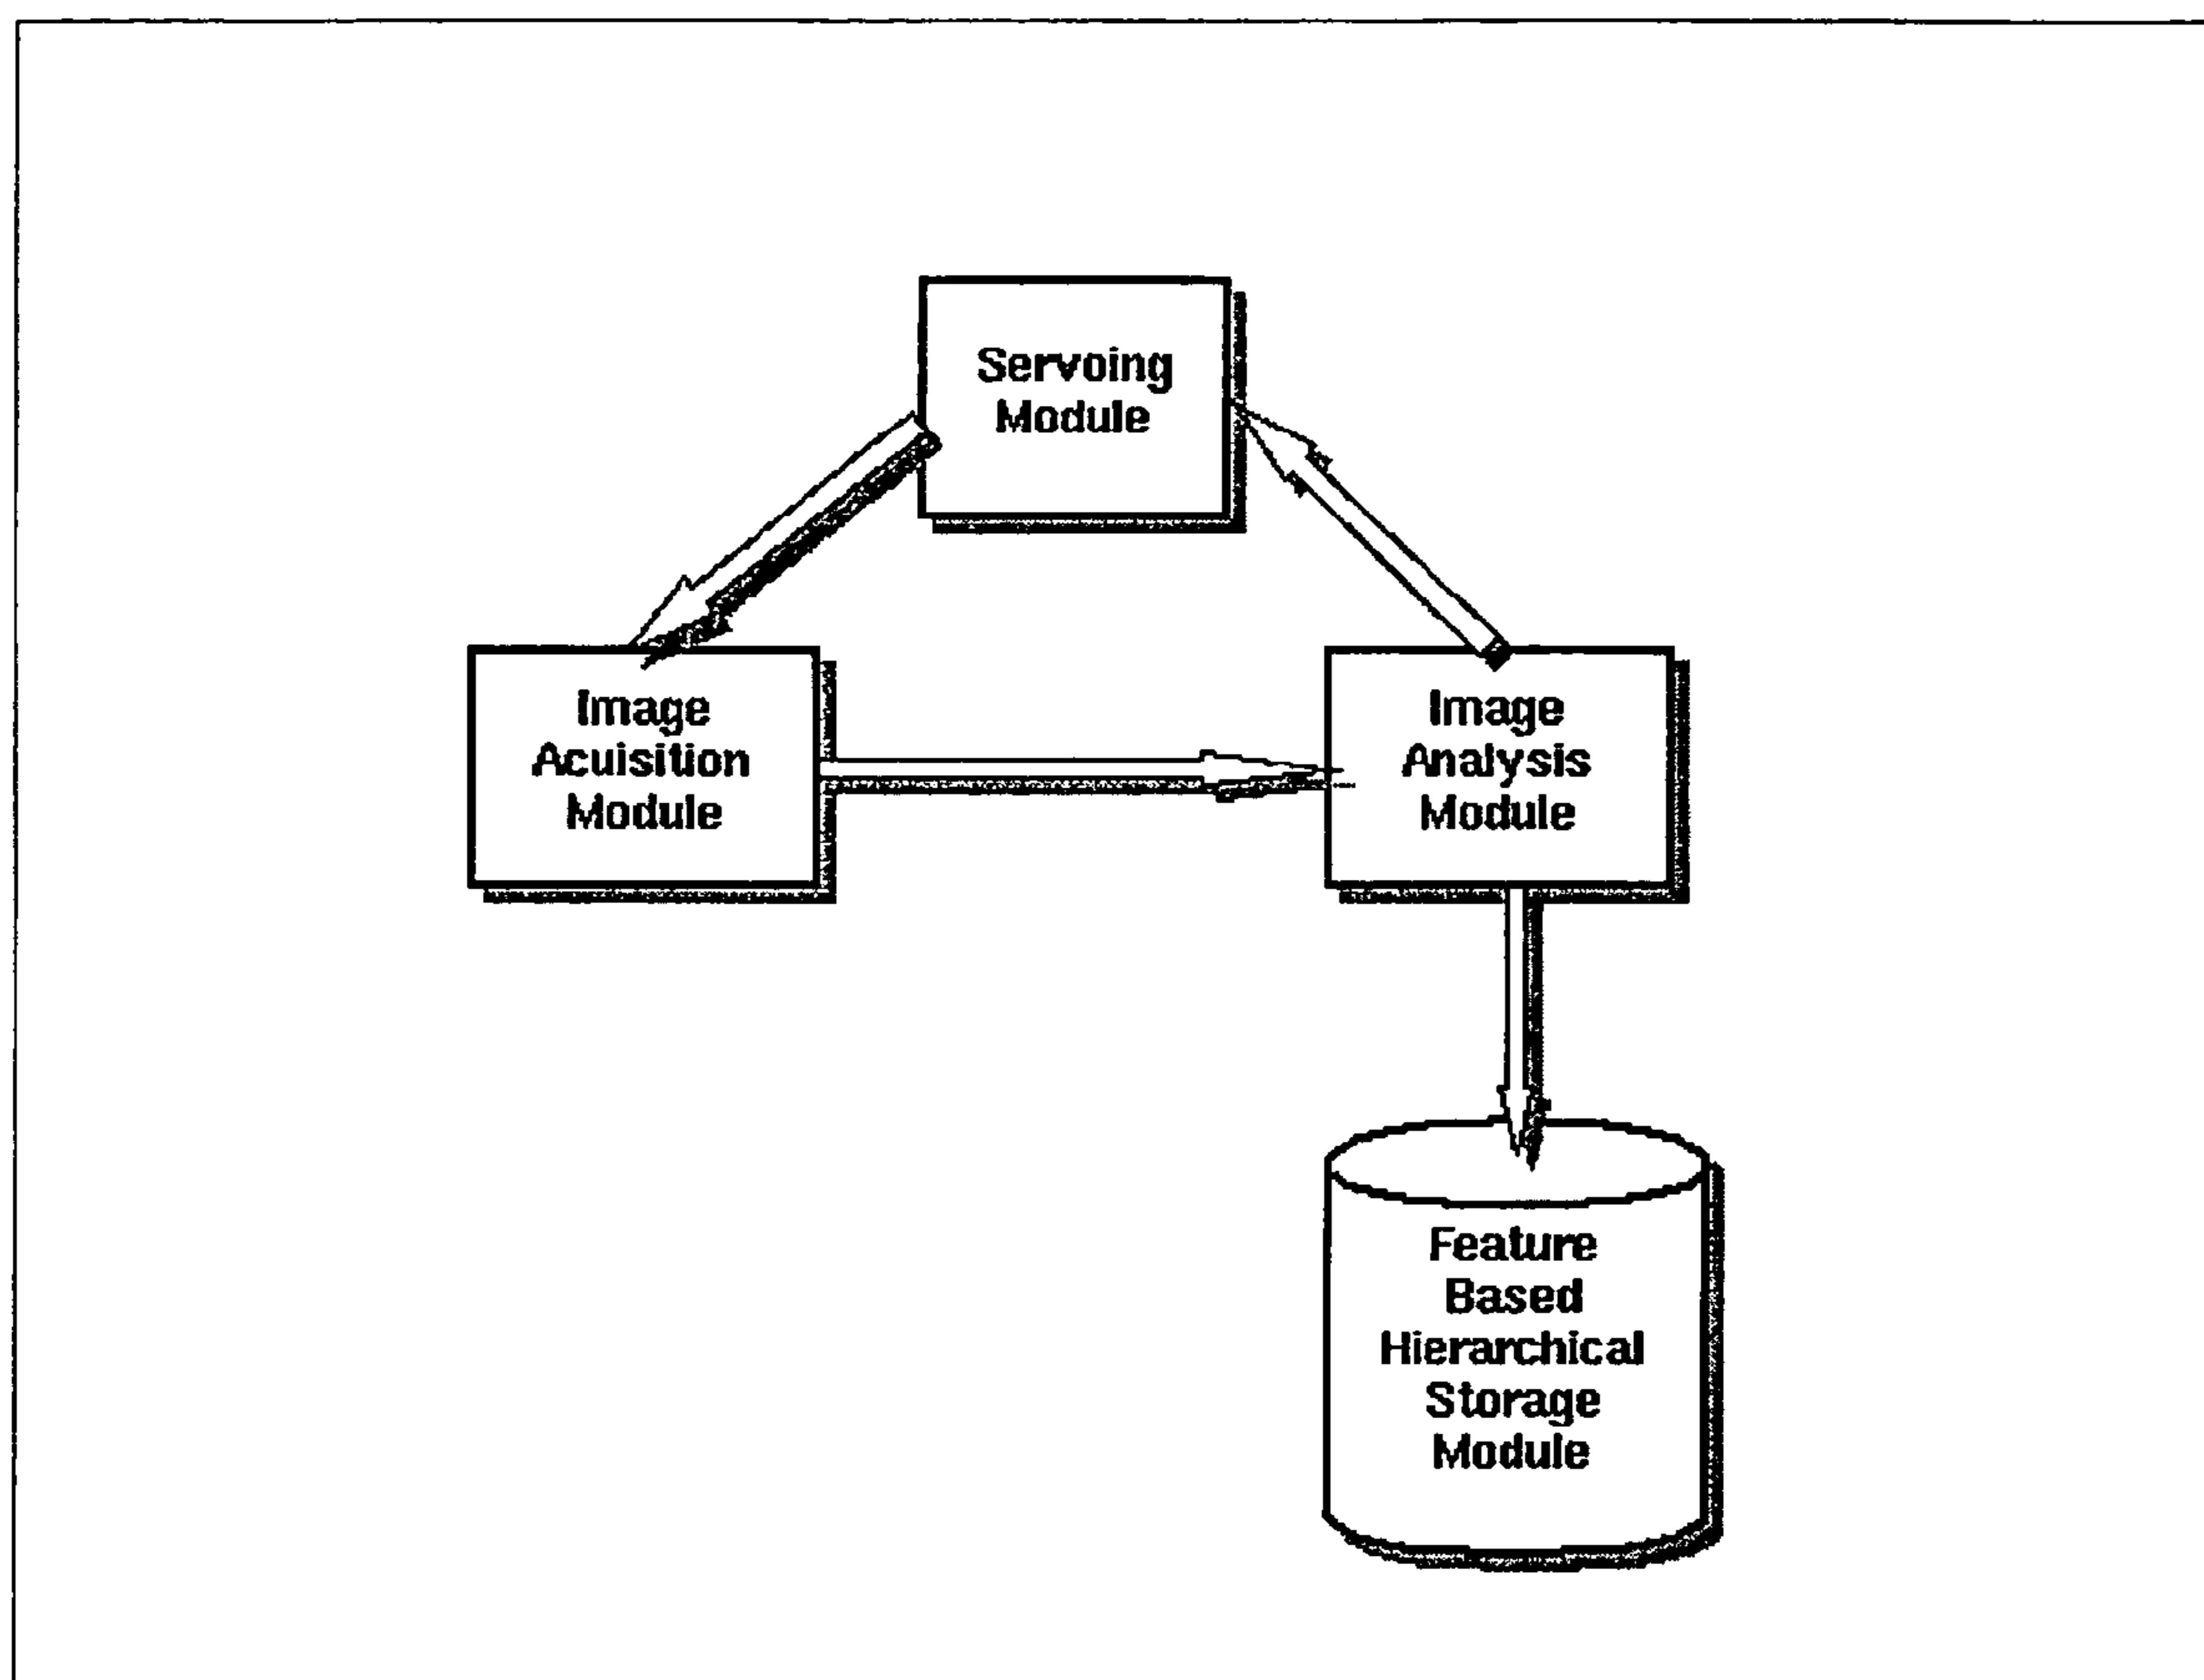 Servoing
Module
Image
Acuisition
Module
Image
Analysis
Module
Feature
Based
Hierarchical
Storage
Module